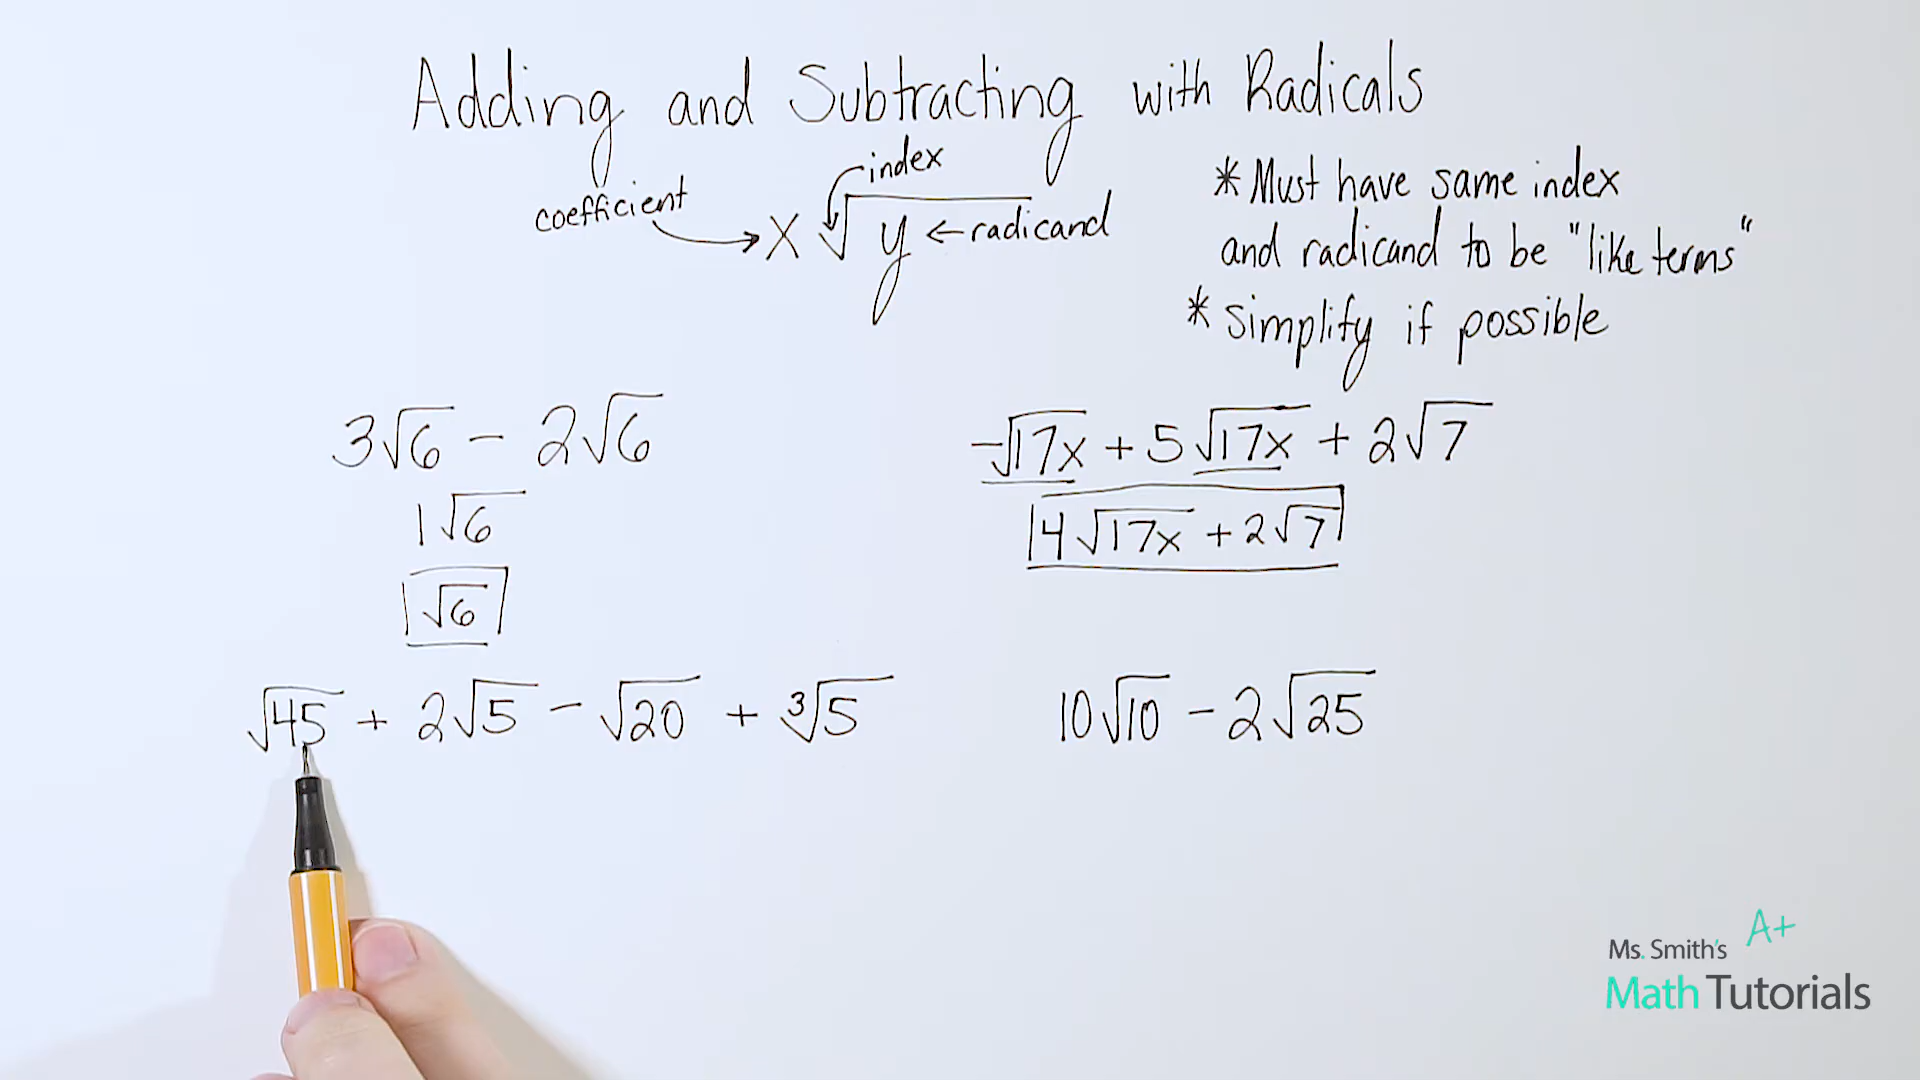 Adding and Subtracting with Radicals
index
coefficient
x √y ← radicand
* Must have same index
and radicand to be "like terms"
* Simplify if possible
3√6 − 2√6
1√6
√6
−√17x + 5√17x + 2√7
4√17x + 2√7
√45 + 2√5 − √20 + ³√5
10√10 − 2√25
Ms. Smith's A+
Math Tutorials